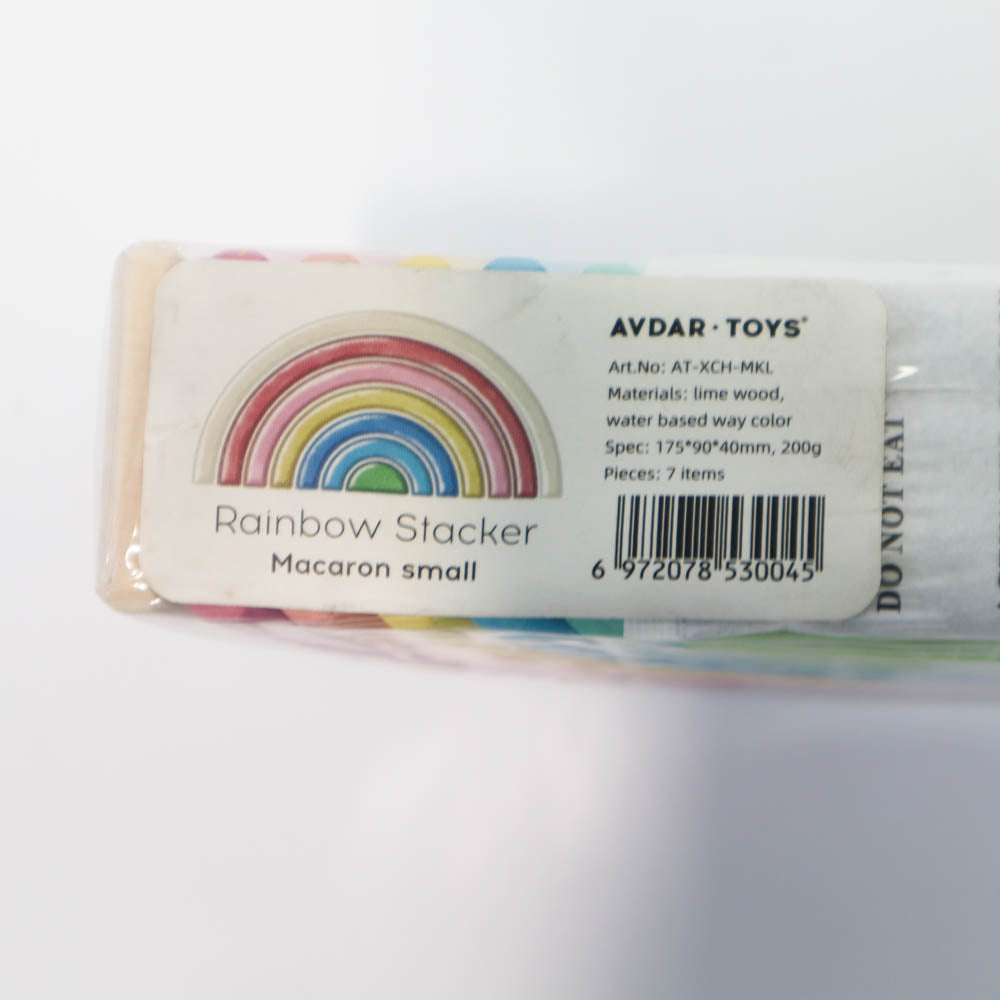 Rainbow Stacker
Macaron small
AVDAR · TOYS®
Art.No: AT-XCH-MKL
Materials: lime wood,
water based way color
Spec: 175*90*40mm, 200g
Pieces: 7 items
6 972078 530045
DO NOT EAT